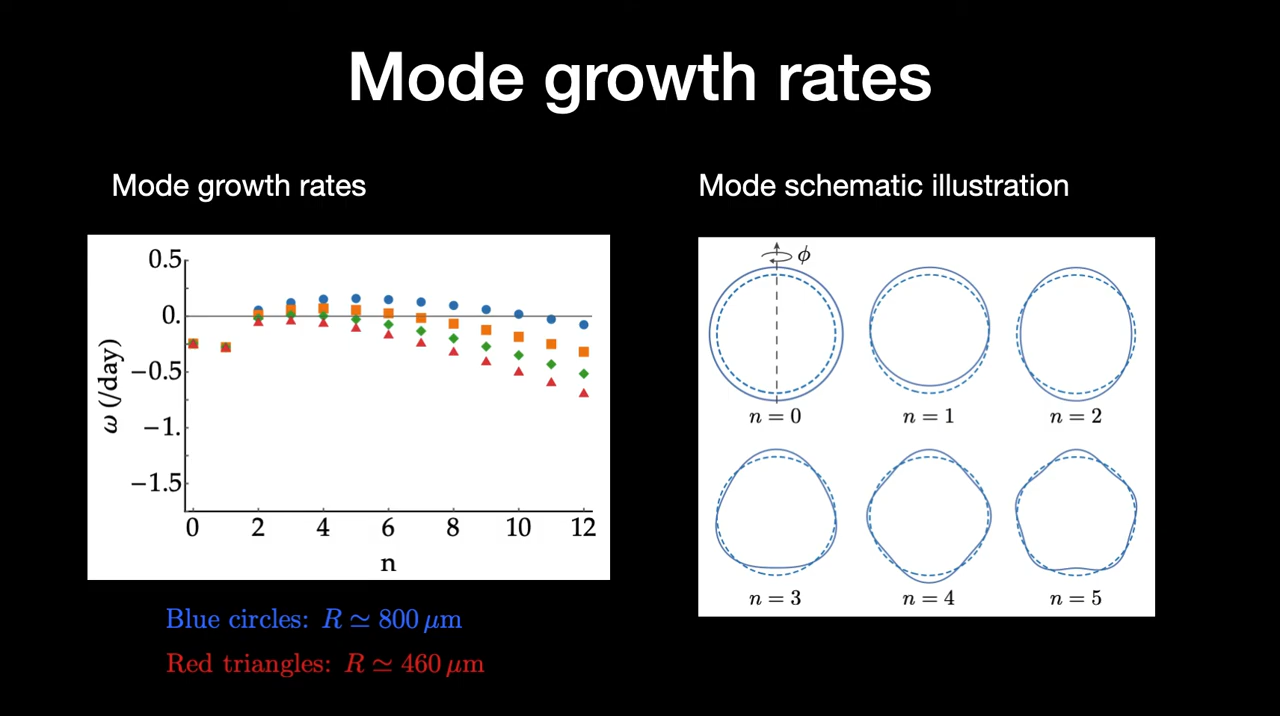 Mode growth rates
Mode growth rates
Mode schematic illustration
0.5
0
−0.5
−1.
−1.5
ω (/day)
0 2 4 6 8 10 12
n
Blue circles: R ≃ 800 μm
Red triangles: R ≃ 460 μm
ϕ
n = 0 n = 1 n = 2
n = 3 n = 4 n = 5